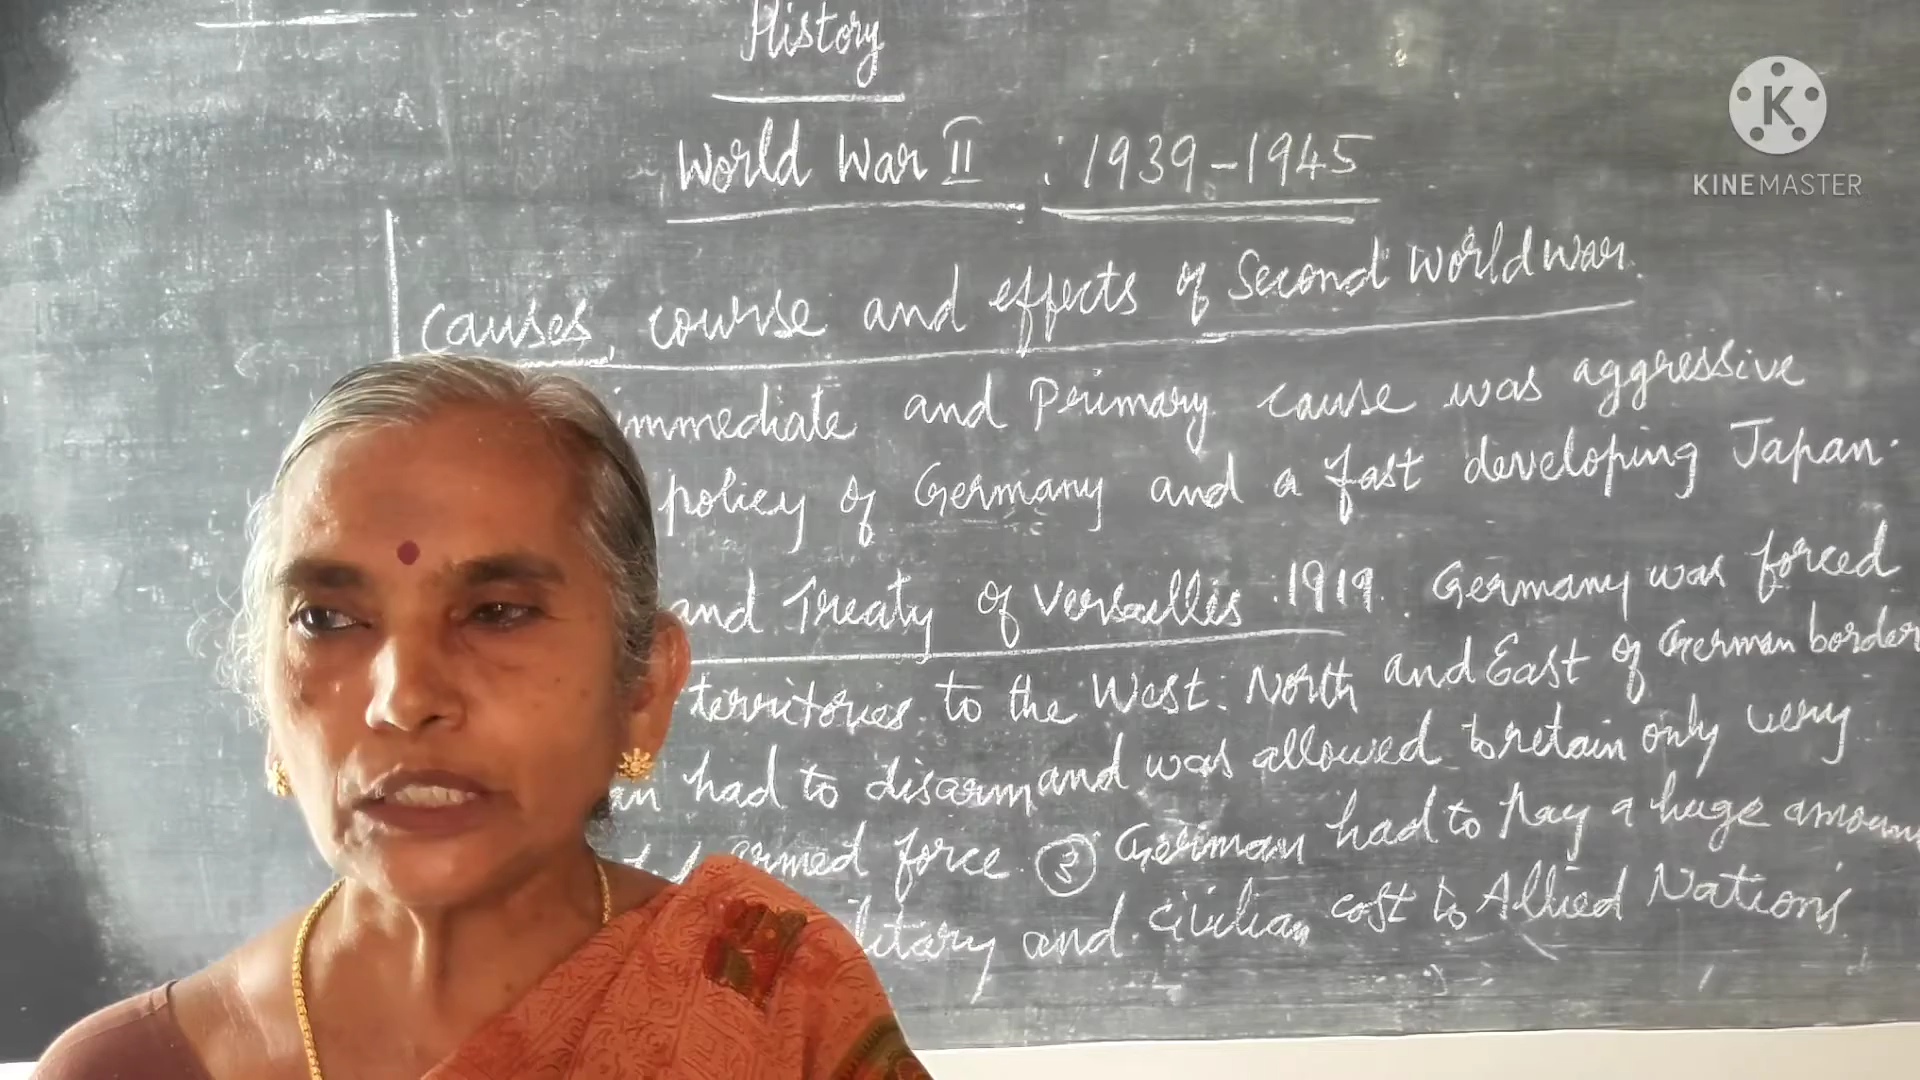 History
World War II : 1939-1945
Causes, course and effects of Second World War.
immediate and Primary cause was aggressive
policy of Germany and a fast developing Japan.
and Treaty of Versailles. 1919. Germany was forced
territories to the West. North and East of German border
had to disarm and was allowed to retain only very
armed force. ③ German had to pay a huge amount
military and civilian cost to Allied Nations
K
KINEMASTER